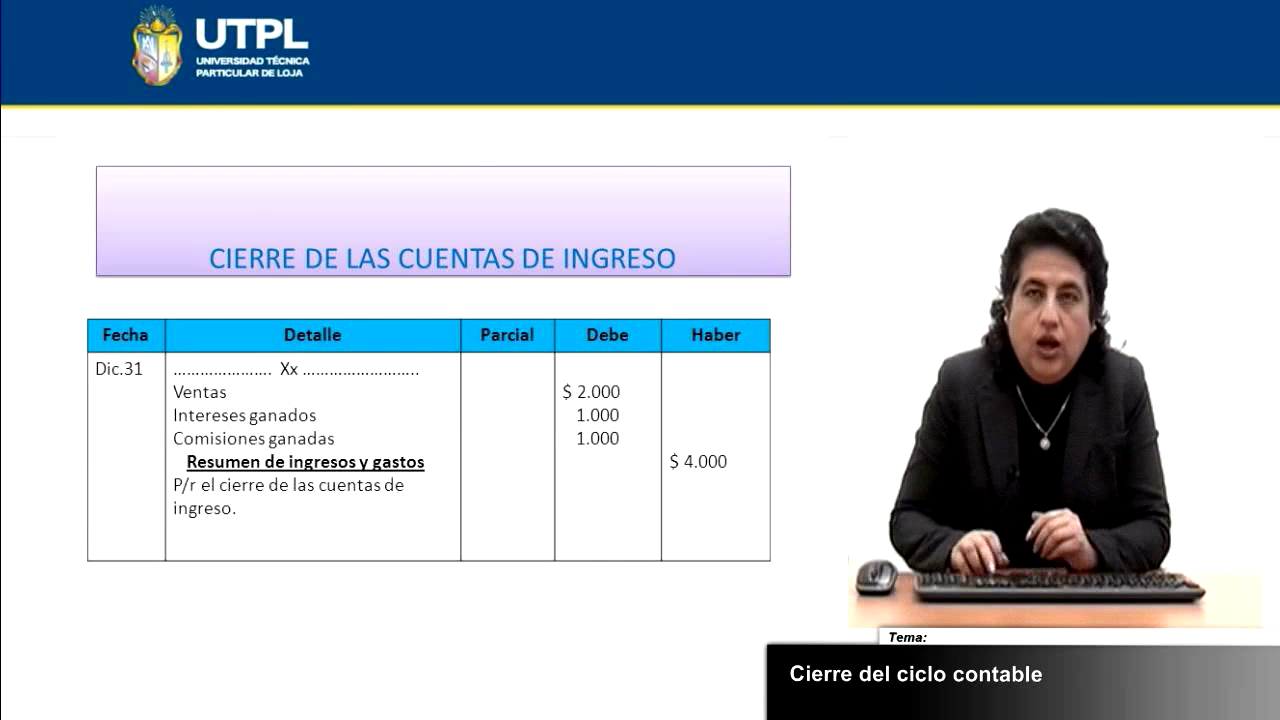 UTPL
UNIVERSIDAD TÉCNICA
PARTICULAR DE LOJA
CIERRE DE LAS CUENTAS DE INGRESO
Fecha Detalle Parcial Debe Haber
Dic.31 …………………. Xx ……………………..
Ventas $ 2.000
Intereses ganados 1.000
Comisiones ganadas 1.000
Resumen de ingresos y gastos $ 4.000
P/r el cierre de las cuentas de
ingreso.
Tema:
Cierre del ciclo contable